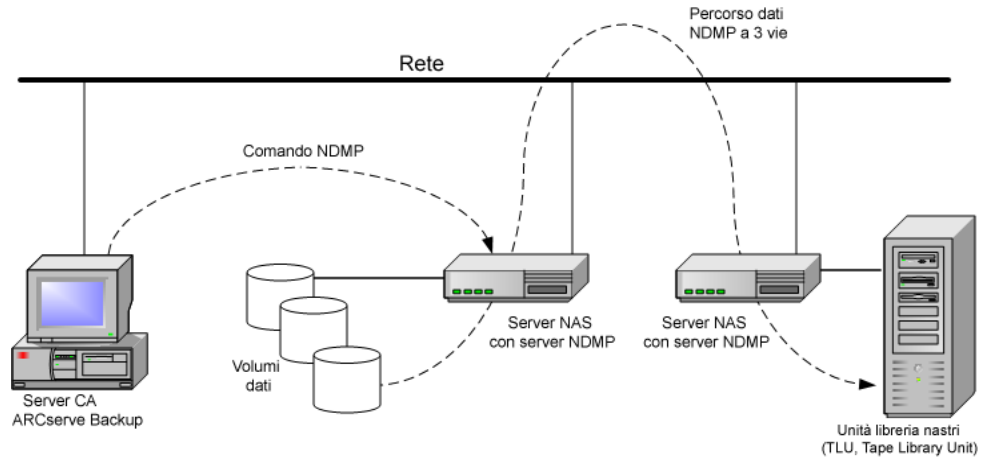 Percorso dati
NDMP a 3 vie
Rete
Comando NDMP
Server NAS
con server NDMP
Server NAS
con server NDMP
Volumi
dati
Server CA
ARCserve Backup
Unità libreria nastri
(TLU, Tape Library Unit)